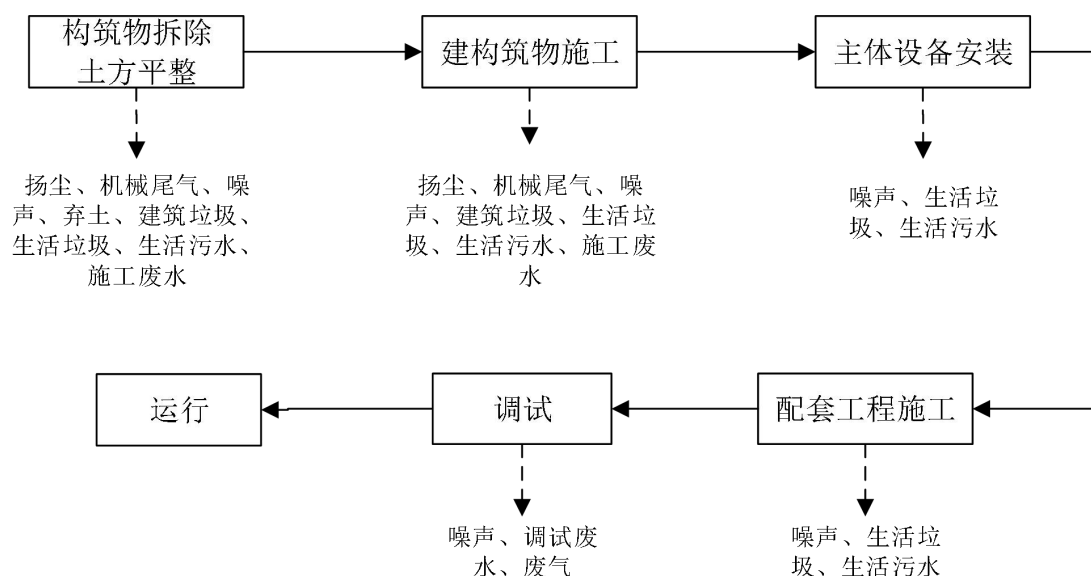 构筑物拆除
土方平整
建构筑物施工
主体设备安装
扬尘、机械尾气、噪
声、弃土、建筑垃圾、
生活垃圾、生活污水、
施工废水
扬尘、机械尾气、噪
声、建筑垃圾、生活垃
圾、生活污水、施工废
水
噪声、生活垃
圾、生活污水
运行
调试
配套工程施工
噪声、调试废
水、废气
噪声、生活垃
圾、生活污水